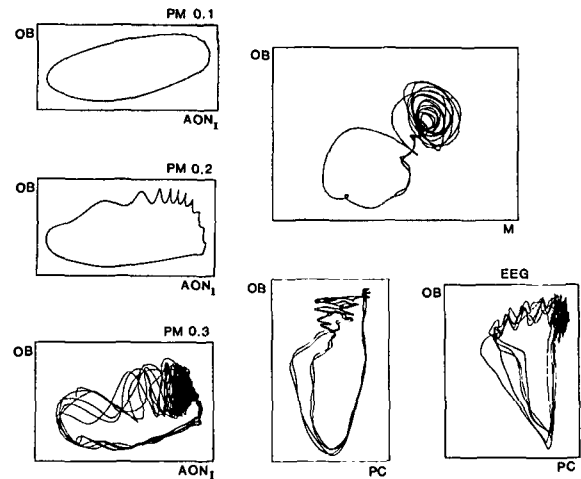 PM 0.1
OB
AON_I
PM 0.2
OB
AON_I
PM 0.3
OB
AON_I
OB
M
OB
PC
EEG
OB
PC